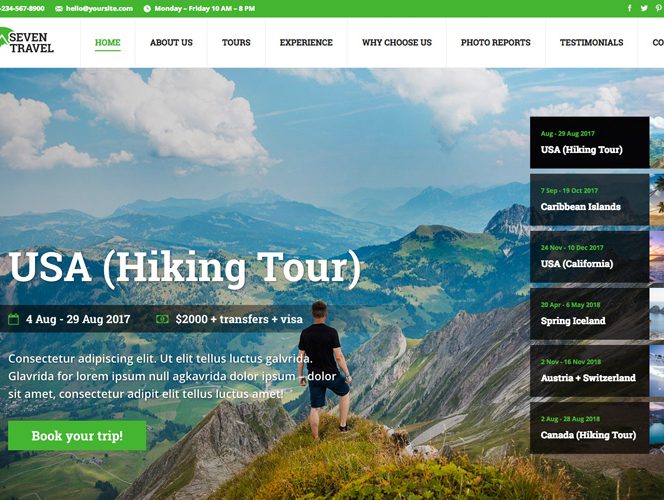 -234-567-8900 hello@yoursite.com Monday – Friday 10 AM – 8 PM
SEVEN
TRAVEL
HOME ABOUT US TOURS EXPERIENCE WHY CHOOSE US PHOTO REPORTS TESTIMONIALS CO
Aug - 29 Aug 2017
USA (Hiking Tour)
7 Sep - 19 Oct 2017
Caribbean Islands
24 Nov - 10 Dec 2017
USA (California)
20 Apr - 6 May 2018
Spring Iceland
2 Nov - 16 Nov 2018
Austria + Switzerland
2 Aug - 28 Aug 2018
Canada (Hiking Tour)
USA (Hiking Tour)
4 Aug - 29 Aug 2017 $2000 + transfers + visa
Consectetur adipiscing elit. Ut elit tellus luctus galvrida.
Glavrida for lorem ipsum null agkavrida dolor ipsum – dolor
sit amet, consectetur adipit elit tellus luctus amet!
Book your trip!